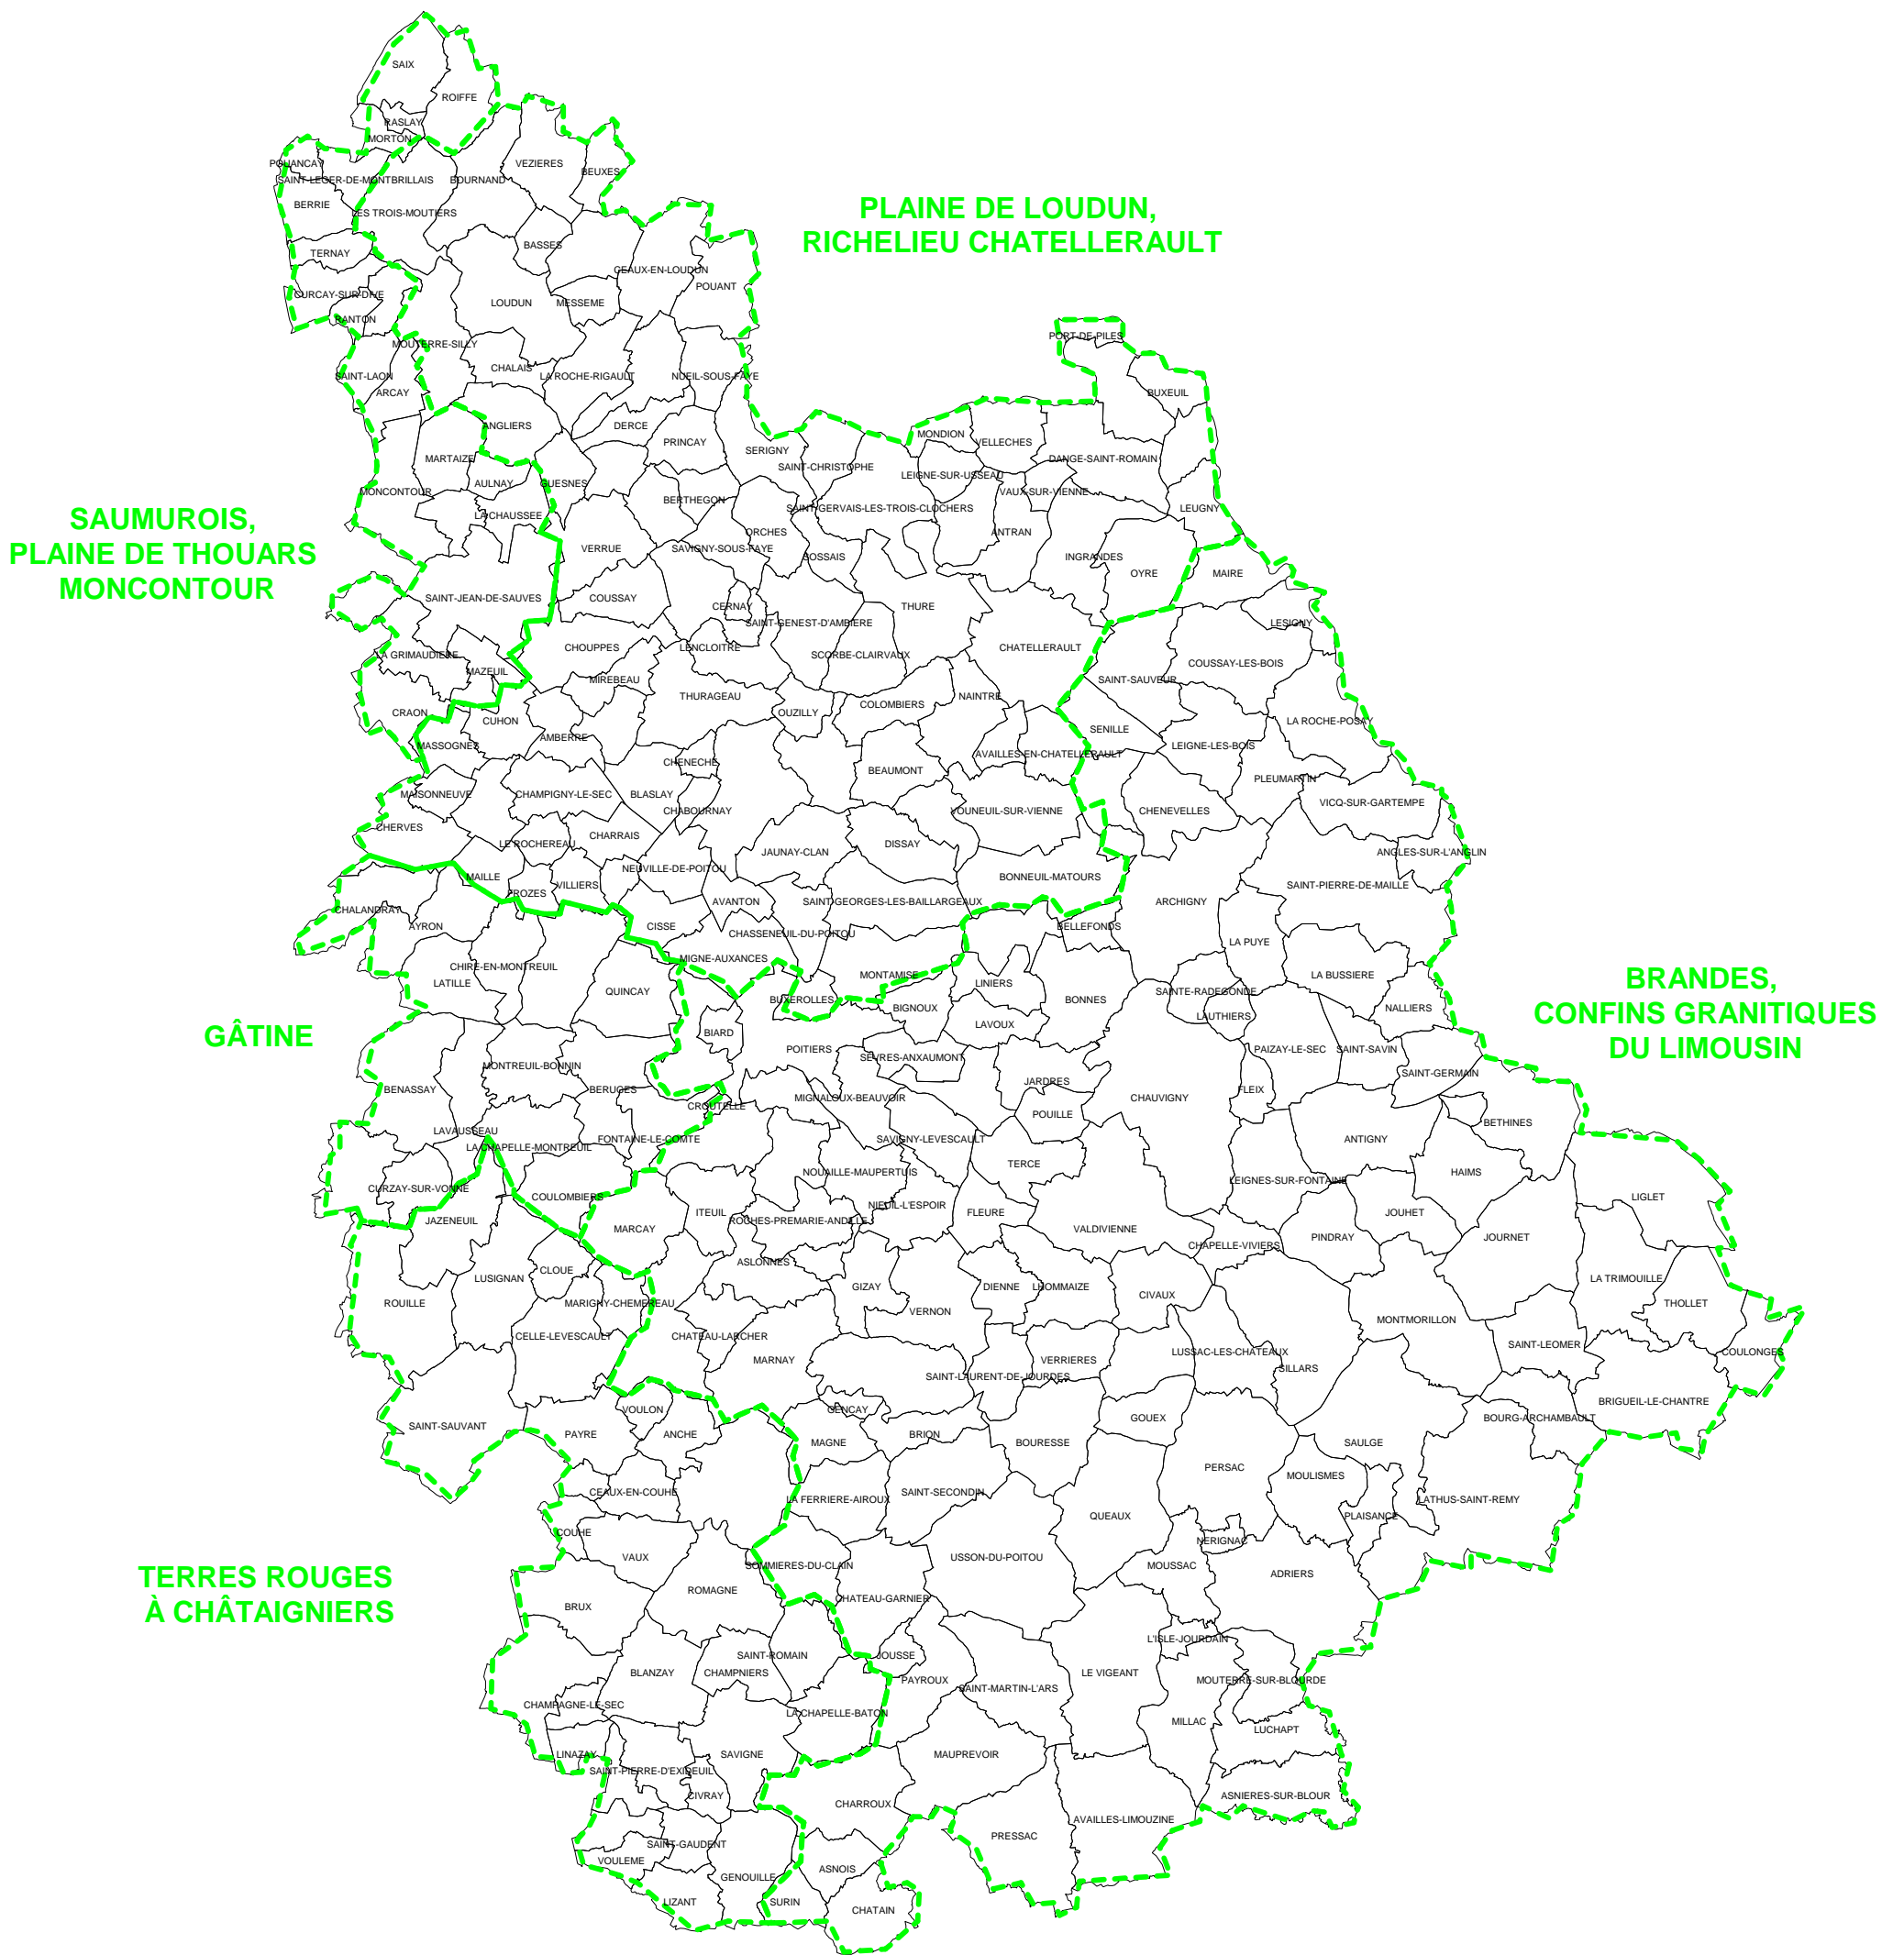 SAIX
ROIFFE
RASLAY
MORTON
POUANCAY
SAINT-LEGER-DE-MONTBRILLAIS
BOURNAND
VEZIERES
BEUXES
BERRIE
LES TROIS-MOUTIERS
PLAINE DE LOUDUN,
RICHELIEU CHATELLERAULT
TERNAY
BASSES
CEAUX-EN-LOUDUN
POUANT
CURCAY-SUR-DIVE
RANTON
LOUDUN
MESSEME
MOUTERRE-SILLY
PORT-DE-PILES
SAINT-LAON
ARCAY
CHALAIS
LA ROCHE-RIGAULT
NUEIL-SOUS-FAYE
BUXEUIL
ANGLIERS
DERCE
PRINCAY
SERIGNY
MONDION
VELLECHES
MARTAIZE
SAINT-CHRISTOPHE
LEIGNE-SUR-USSEAU
DANGE-SAINT-ROMAIN
MONCONTOUR
AULNAY
GUESNES
BERTHEGON
VAUX-SUR-VIENNE
LEUGNY
SAUMUROIS,
PLAINE DE THOUARS
MONCONTOUR
LA CHAUSSEE
SAINT-GERVAIS-LES-TROIS-CLOCHERS
ORCHES
ANTRAN
VERRUE
SAVIGNY-SOUS-FAYE
SOSSAIS
INGRANDES
OYRE
MAIRE
SAINT-JEAN-DE-SAUVES
COUSSAY
CERNAY
THURE
SAINT-GENEST-D'AMBIERE
LESIGNY
LA GRIMAUDIERE
MAZEUIL
CHOUPPES
LENCLOITRE
SCORBE-CLAIRVAUX
CHATELLERAULT
COUSSAY-LES-BOIS
MIREBEAU
SAINT-SAUVEUR
THURAGEAU
OUZILLY
COLOMBIERS
NAINTRE
CRAON
CUHON
LA ROCHE-POSAY
MASSOGNES
AMBERRE
SENILLE
AVAILLES-EN-CHATELLERAULT
LEIGNE-LES-BOIS
CHENECHE
BEAUMONT
PLEUMARTIN
MAISONNEUVE
CHAMPIGNY-LE-SEC
BLASLAY
CHABOURNAY
VOUNEUIL-SUR-VIENNE
CHENEVELLES
VICQ-SUR-GARTEMPE
CHERVES
LE ROCHEREAU
CHARRAIS
JAUNAY-CLAN
DISSAY
ANGLES-SUR-L'ANGLIN
MAILLE
FROZES
VILLIERS
NEUVILLE-DE-POITOU
BONNEUIL-MATOURS
SAINT-PIERRE-DE-MAILLE
CHALANDRAY
AYRON
AVANTON
SAINT-GEORGES-LES-BAILLARGEAUX
ARCHIGNY
CISSE
CHASSENEUIL-DU-POITOU
BELLEFONDS
LA PUYE
LATILLE
CHIRE-EN-MONTREUIL
MIGNE-AUXANCES
MONTAMISE
LA BUSSIERE
QUINCAY
BUXEROLLES
BIGNOUX
LINIERS
BONNES
SAINTE-RADEGONDE
NALLIERS
BRANDES,
CONFINS GRANITIQUES
DU LIMOUSIN
GÂTINE
BIARD
LAVOUX
LAUTHIERS
POITIERS
SEVRES-ANXAUMONT
PAIZAY-LE-SEC
SAINT-SAVIN
MONTREUIL-BONNIN
BENASSAY
BERUGES
JARDRES
SAINT-GERMAIN
CROUTELLE
MIGNALOUX-BEAUVOIR
CHAUVIGNY
FLEIX
LAVAUSSEAU
LA CHAPELLE-MONTREUIL
FONTAINE-LE-COMTE
SAVIGNY-LEVESCAULT
POUILLE
ANTIGNY
BETHINES
CURZAY-SUR-VONNE
COULOMBIERS
NOUAILLE-MAUPERTUIS
TERCE
LEIGNES-SUR-FONTAINE
HAIMS
LIGLET
JAZENEUIL
MARCAY
ITEUIL
ROCHES-PREMARIE-ANDILLE
NIEUIL-L'ESPOIR
FLEURE
VALDIVIENNE
JOUHET
CHAPELLE-VIVIERS
PINDRAY
JOURNET
ROUILLE
LUSIGNAN
CLOUE
ASLONNES
GIZAY
DIENNE
LHOMMAIZE
CIVAUX
LA TRIMOUILLE
MARIGNY-CHEMEREAU
VERNON
MONTMORILLON
THOLLET
CELLE-LEVESCAULT
CHATEAU-LARCHER
MARNAY
SAINT-LAURENT-DE-JOURDES
VERRIERES
LUSSAC-LES-CHATEAUX
SILLARS
SAINT-LEOMER
COULONGES
SAINT-SAUVANT
VOULON
GENCAY
GOUEX
BRIGUEIL-LE-CHANTRE
BOURG-ARCHAMBAULT
PAYRE
ANCHE
MAGNE
BRION
BOURESSE
SAULGE
PERSAC
MOULISMES
CEAUX-EN-COUHE
LA FERRIERE-AIROUX
SAINT-SECONDIN
QUEAUX
PLAISANCE
LATHUS-SAINT-REMY
COUHE
VAUX
SOMMIERES-DU-CLAIN
USSON-DU-POITOU
NERIGNAC
MOUSSAC
ADRIERS
TERRES ROUGES
À CHÂTAIGNIERS
ROMAGNE
BRUX
CHATEAU-GARNIER
L'ISLE-JOURDAIN
BLANZAY
CHAMPNIERS
SAINT-ROMAIN
JOUSSE
PAYROUX
SAINT-MARTIN-L'ARS
LE VIGEANT
MOUTERRE-SUR-BLOURDE
CHAMPAGNE-LE-SEC
LA CHAPELLE-BATON
MILLAC
LUCHAPT
LINAZAY
SAINT-PIERRE-D'EXIDEUIL
SAVIGNE
MAUPREVOIR
CIVRAY
CHARROUX
ASNIERES-SUR-BLOUR
AVAILLES-LIMOUZINE
SAINT-GAUDENT
PRESSAC
VOULEME
GENOUILLE
ASNOIS
LIZANT
SURIN
CHATAIN